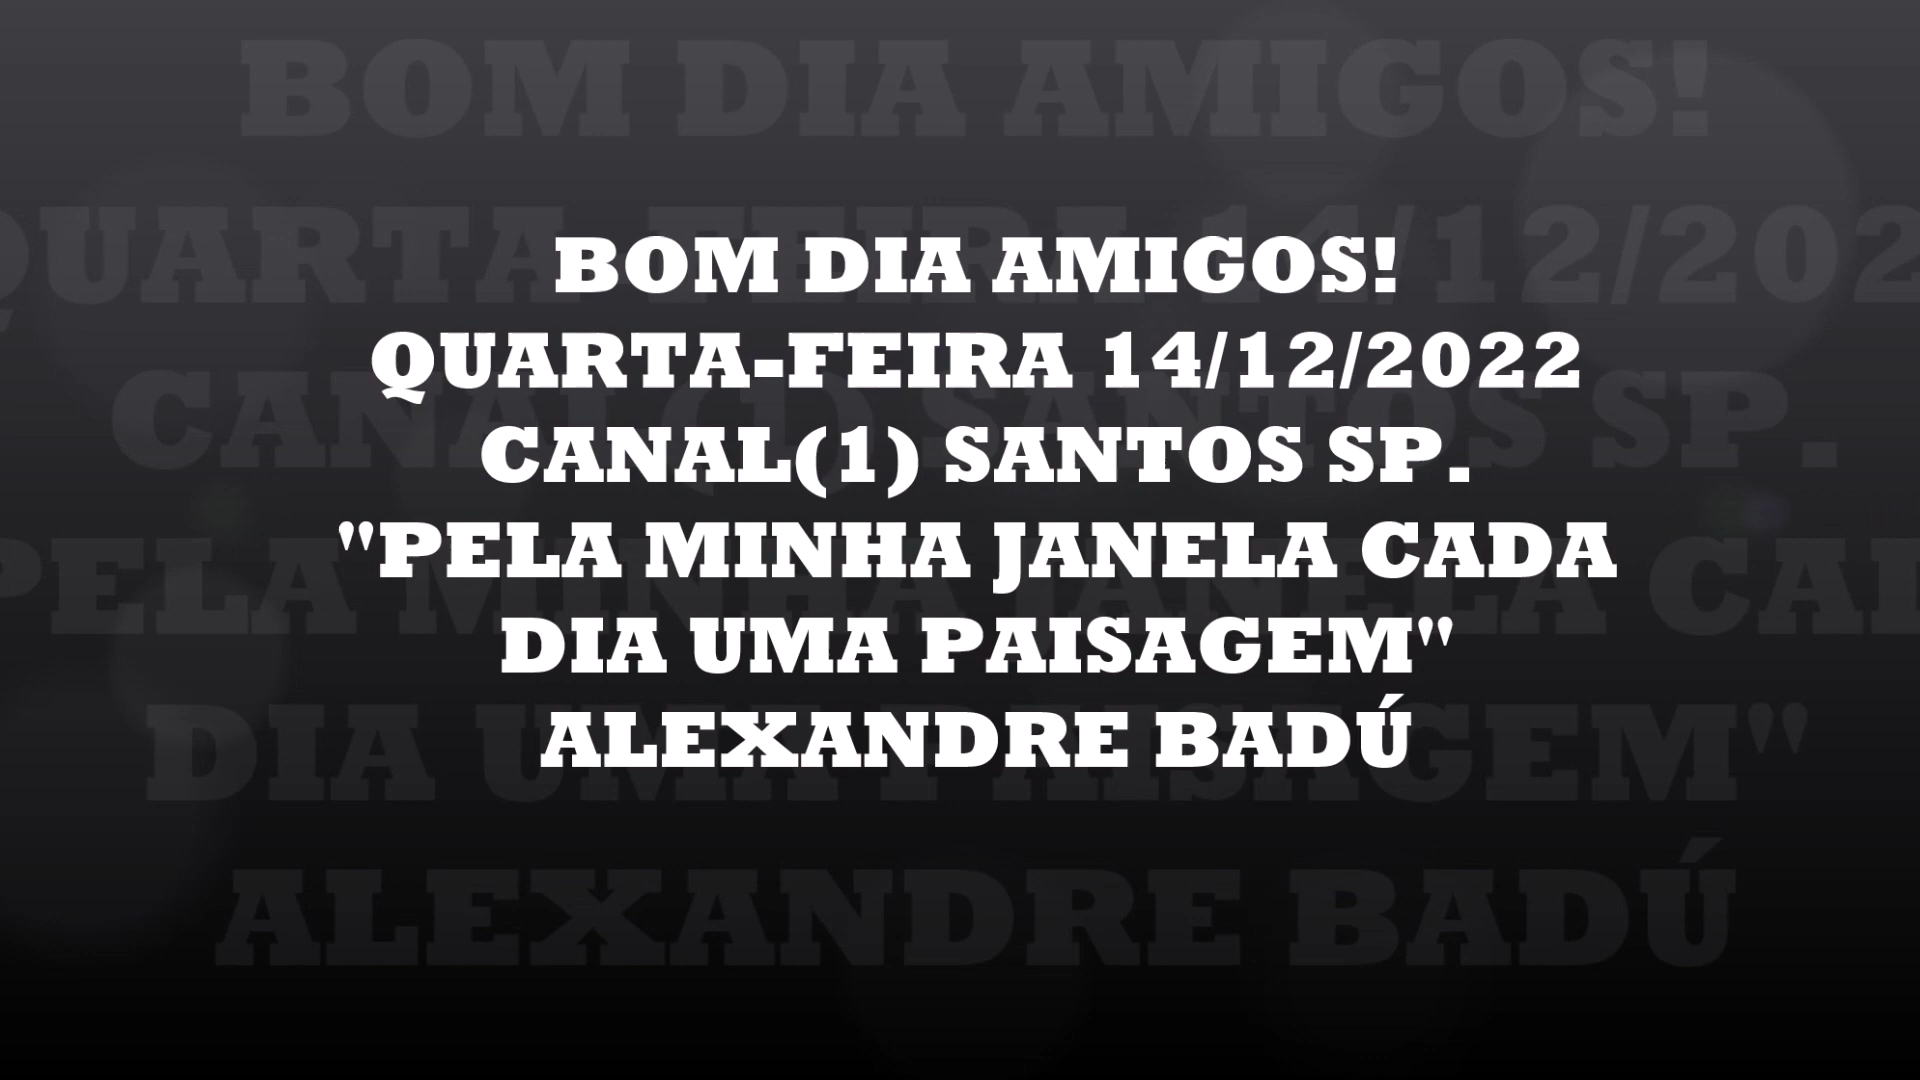 BOM DIA AMIGOS!
QUARTA-FEIRA 14/12/2022
CANAL(1) SANTOS SP.
"PELA MINHA JANELA CADA
DIA UMA PAISAGEM"
ALEXANDRE BADÚ